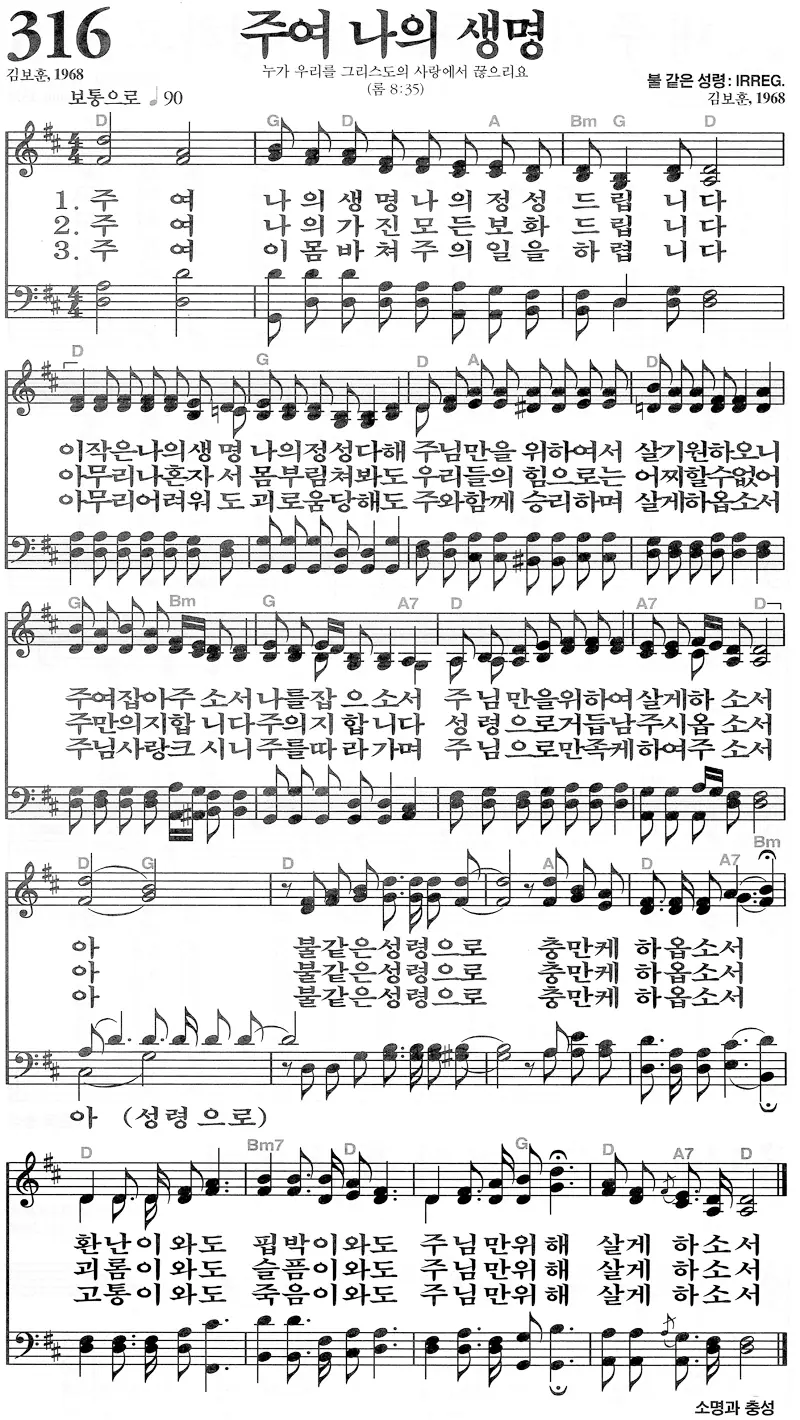 316 주여 나의 생명
김보훈, 1968
누가 우리를 그리스도의 사랑에서 끊으리요
(롬 8:35)
불 같은 성령: IRREG.
김보훈, 1968
보통으로 ♩90
D G D A Bm G D
1. 주 여 나의생명나의정성드립니다
2. 주 여 나의가진모든보화드립니다
3. 주 여 이몸바쳐주의일을하렵니다
D G D A D
이작은나의생명 나의정성다해 주님만을 위하여서 살기원하오니
아무리나혼자서 몸부림쳐봐도 우리들의 힘으로는 어찌할수없어
아무리어려워도 괴로움당해도 주와함께 승리하며 살게하옵소서
G Bm G A7 D A7 D
주여잡아주소서나를잡으소서 주님만을위하여살게하소서
주만의지합니다주의지합니다 성령으로거듭남주시옵소서
주님사랑크시니주를따라가며 주님으로만족케하여주소서
D G D A D A7 Bm
아 불같은성령으로 충만케 하옵소서
아 불같은성령으로 충만케 하옵소서
아 불같은성령으로 충만케 하옵소서
아 (성령으로)
D Bm7 D G D A7 D
환난이와도 핍박이와도 주님만위해 살게 하소서
괴롬이와도 슬픔이와도 주님만위해 살게 하소서
고통이와도 죽음이와도 주님만위해 살게 하소서
소명과 충성